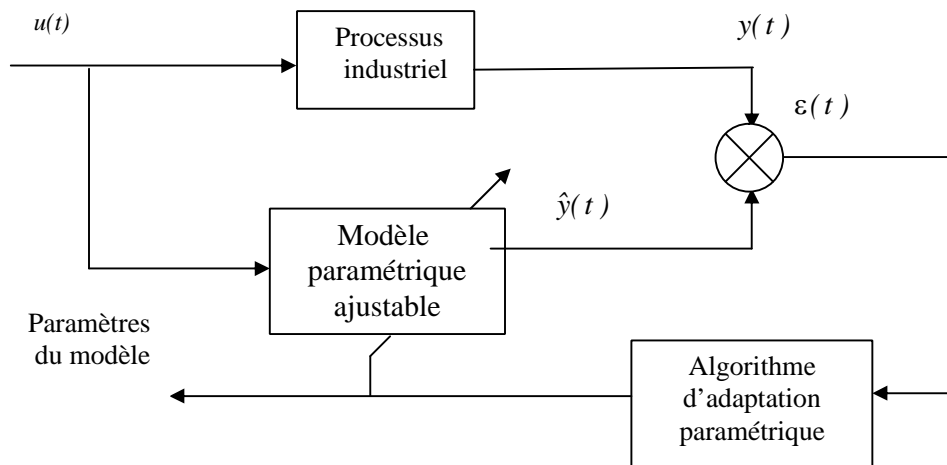 u(t)
Processus
industriel
y( t )
ε( t )
ŷ( t )
Modèle
paramétrique
ajustable
Paramètres
du modèle
Algorithme
d'adaptation
paramétrique